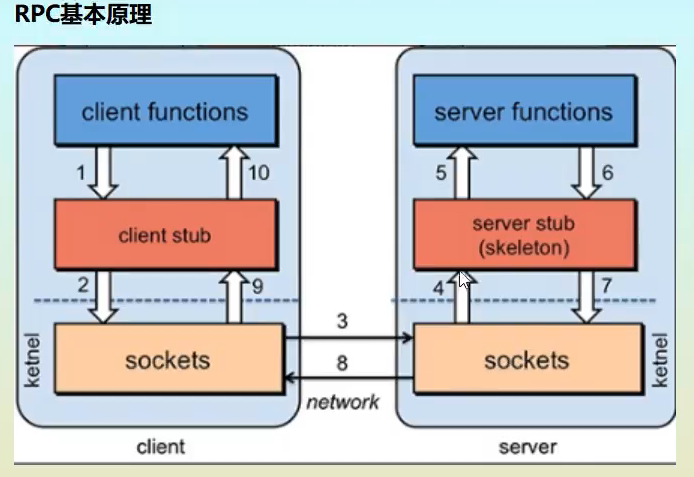 RPC基本原理
client functions
server functions
1
10
5
6
client stub
server stub
(skeleton)
2
9
4
7
3
sockets
sockets
8
ketnel
ketnel
network
client
server